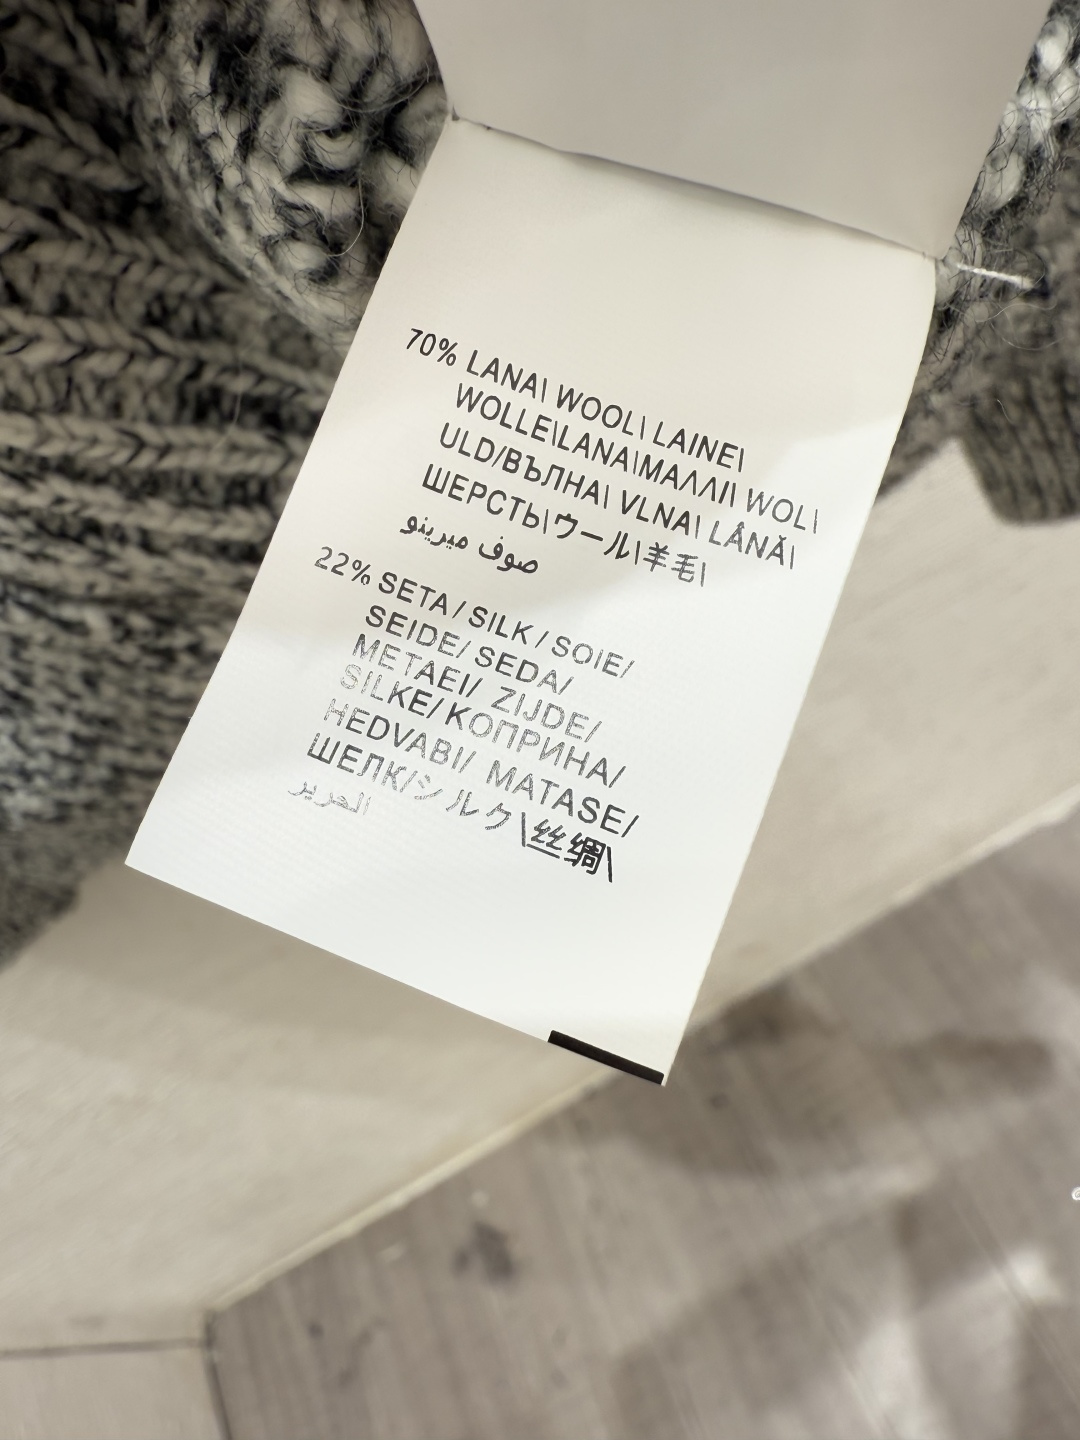 70% LANA\ WOOL\ LAINE\
WOLLE\LANA\ΜΑΛΛΙ\ WOL\
ULD/ВЪЛНА\ VLNA\ LÂNĂ\
ШЕРСТЬ\ウール\羊毛\
صوف ميرينو
22% SETA / SILK / SOIE/
SEIDE/ SEDA/
ΜΕΤΑΕΙ/ ZIJDE/
SILKE/ КОПРИНА/
HEDVABI/ MATASE/
ШЕЛК/シルク\丝绸\
الحرير